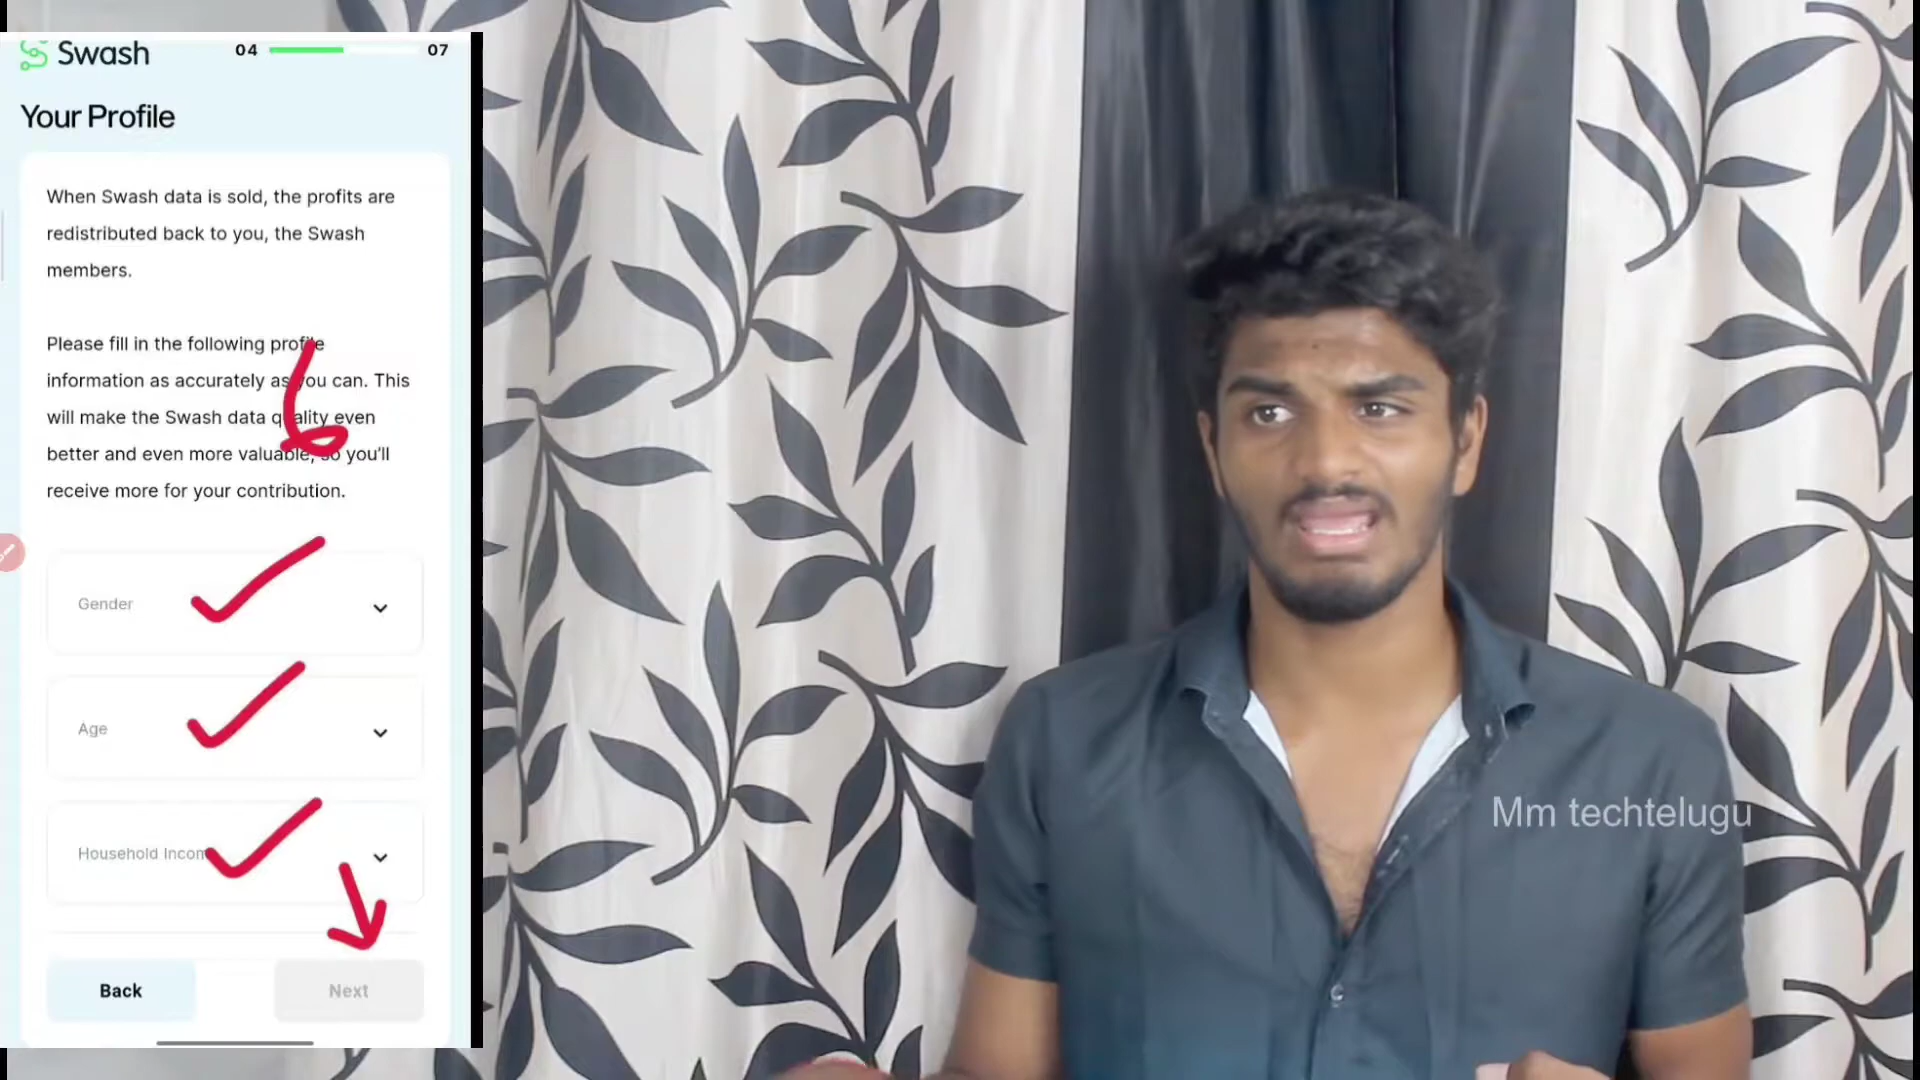 Swash
04 07
Your Profile
When Swash data is sold, the profits are
redistributed back to you, the Swash
members.
Please fill in the following profile
information as accurately as you can. This
will make the Swash data quality even
better and even more valuable, so you'll
receive more for your contribution.
Gender
Age
Household Incom
Back Next
Mm techtelugu